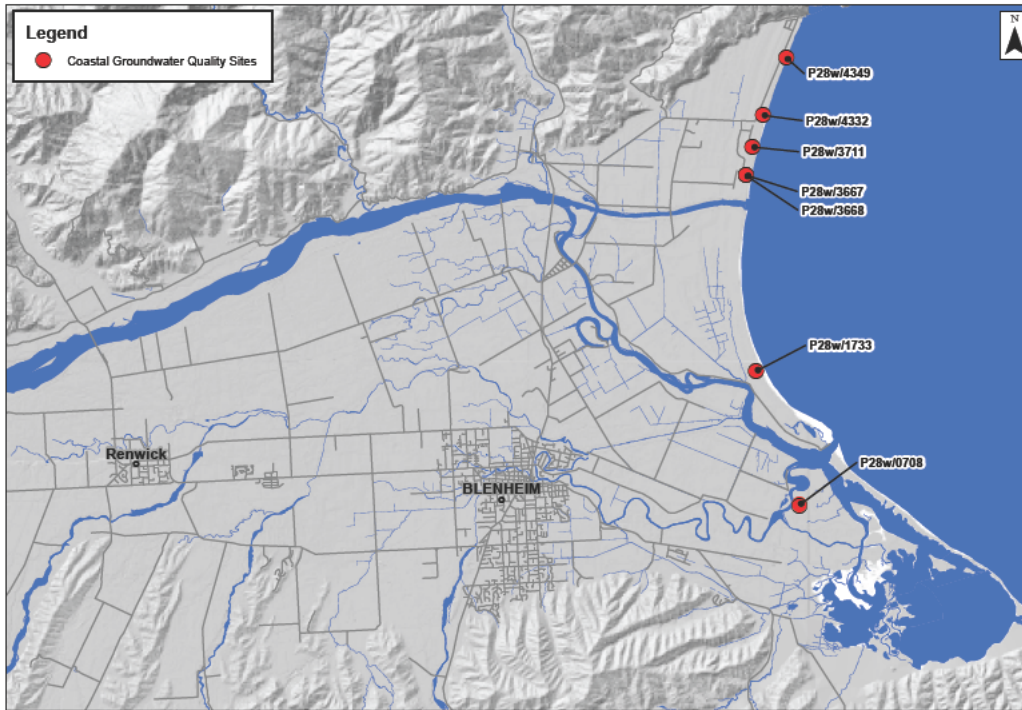 Legend
Coastal Groundwater Quality Sites
N
P28w/4349
P28w/4332
P28w/3711
P28w/3667
P28w/3668
P28w/1733
Renwick
P28w/0708
BLENHEIM